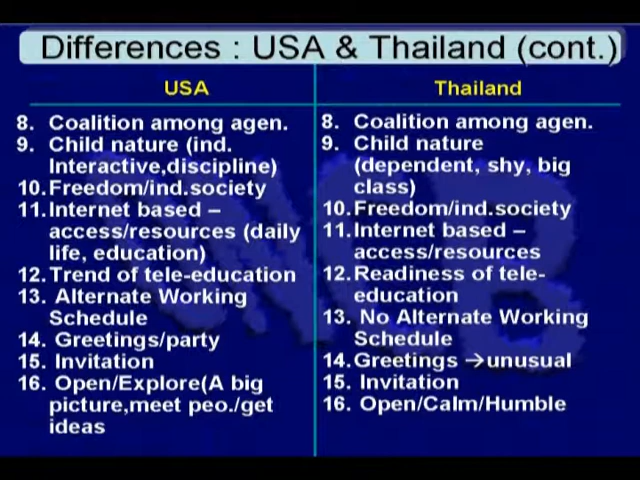 Differences : USA & Thailand (cont.)
USA
8. Coalition among agen.
9. Child nature (ind.
Interactive,discipline)
10.Freedom/ind.society
11.Internet based –
access/resources (daily
life, education)
12.Trend of tele-education
13. Alternate Working
Schedule
14. Greetings/party
15. Invitation
16. Open/Explore(A big
picture,meet peo./get
ideas
Thailand
8. Coalition among agen.
9. Child nature
(dependent, shy, big
class)
10.Freedom/ind.society
11.Internet based –
access/resources
12.Readiness of tele-
education
13. No Alternate Working
Schedule
14.Greetings →unusual
15. Invitation
16. Open/Calm/Humble